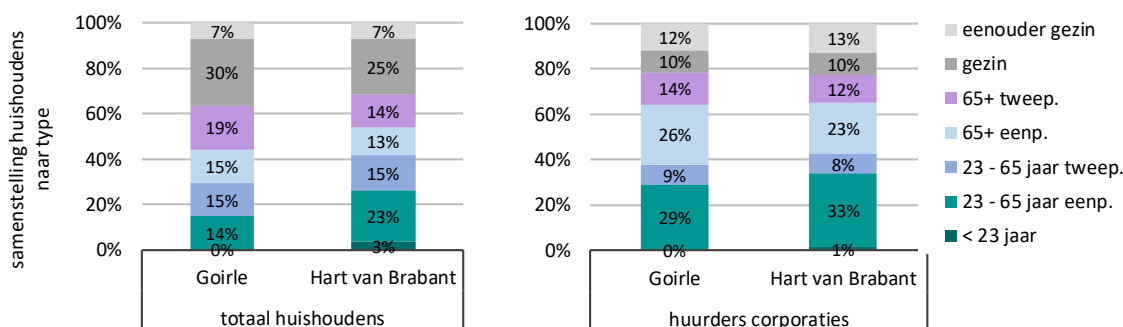 samenstelling huishoudens
naar type
100%
80%
60%
40%
20%
0%
7%
30%
19%
15%
15%
14%
0%
7%
25%
14%
13%
15%
23%
3%
Goirle
Hart van Brabant
totaal huishoudens
100%
80%
60%
40%
20%
0%
12%
10%
14%
26%
9%
29%
0%
13%
10%
12%
23%
8%
33%
1%
Goirle
Hart van Brabant
huurders corporaties
eenouder gezin
gezin
65+ tweep.
65+ eenp.
23 - 65 jaar tweep.
23 - 65 jaar eenp.
< 23 jaar